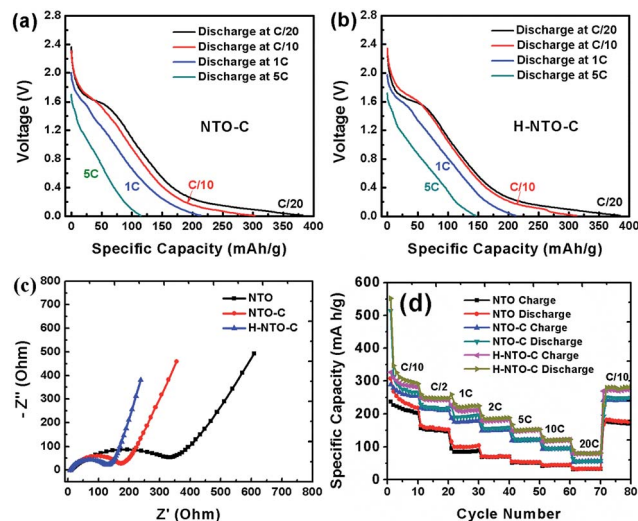 (a)
Discharge at C/20
Discharge at C/10
Discharge at 1C
Discharge at 5C
NTO-C
5C
1C
C/10
C/20
Voltage (V)
2.8
2.4
2.0
1.6
1.2
0.8
0.4
0.0
0 50 100 150 200 250 300 350 400
Specific Capacity (mAh/g)
(b)
Discharge at C/20
Discharge at C/10
Discharge at 1C
Discharge at 5C
H-NTO-C
5C
1C
C/10
C/20
Voltage (V)
2.8
2.4
2.0
1.6
1.2
0.8
0.4
0.0
0 50 100 150 200 250 300 350 400
Specific Capacity (mAh/g)
(c)
NTO
NTO-C
H-NTO-C
- Z'' (Ohm)
800
700
600
500
400
300
200
100
0
0 100 200 300 400 500 600 700 800
Z' (Ohm)
(d)
NTO Charge
NTO Discharge
NTO-C Charge
NTO-C Discharge
H-NTO-C Charge
H-NTO-C Discharge
C/10
C/2
1C
2C
5C
10C
20C
C/10
Specific Capacity (mA h/g)
600
500
400
300
200
100
0
0 10 20 30 40 50 60 70 80
Cycle Number